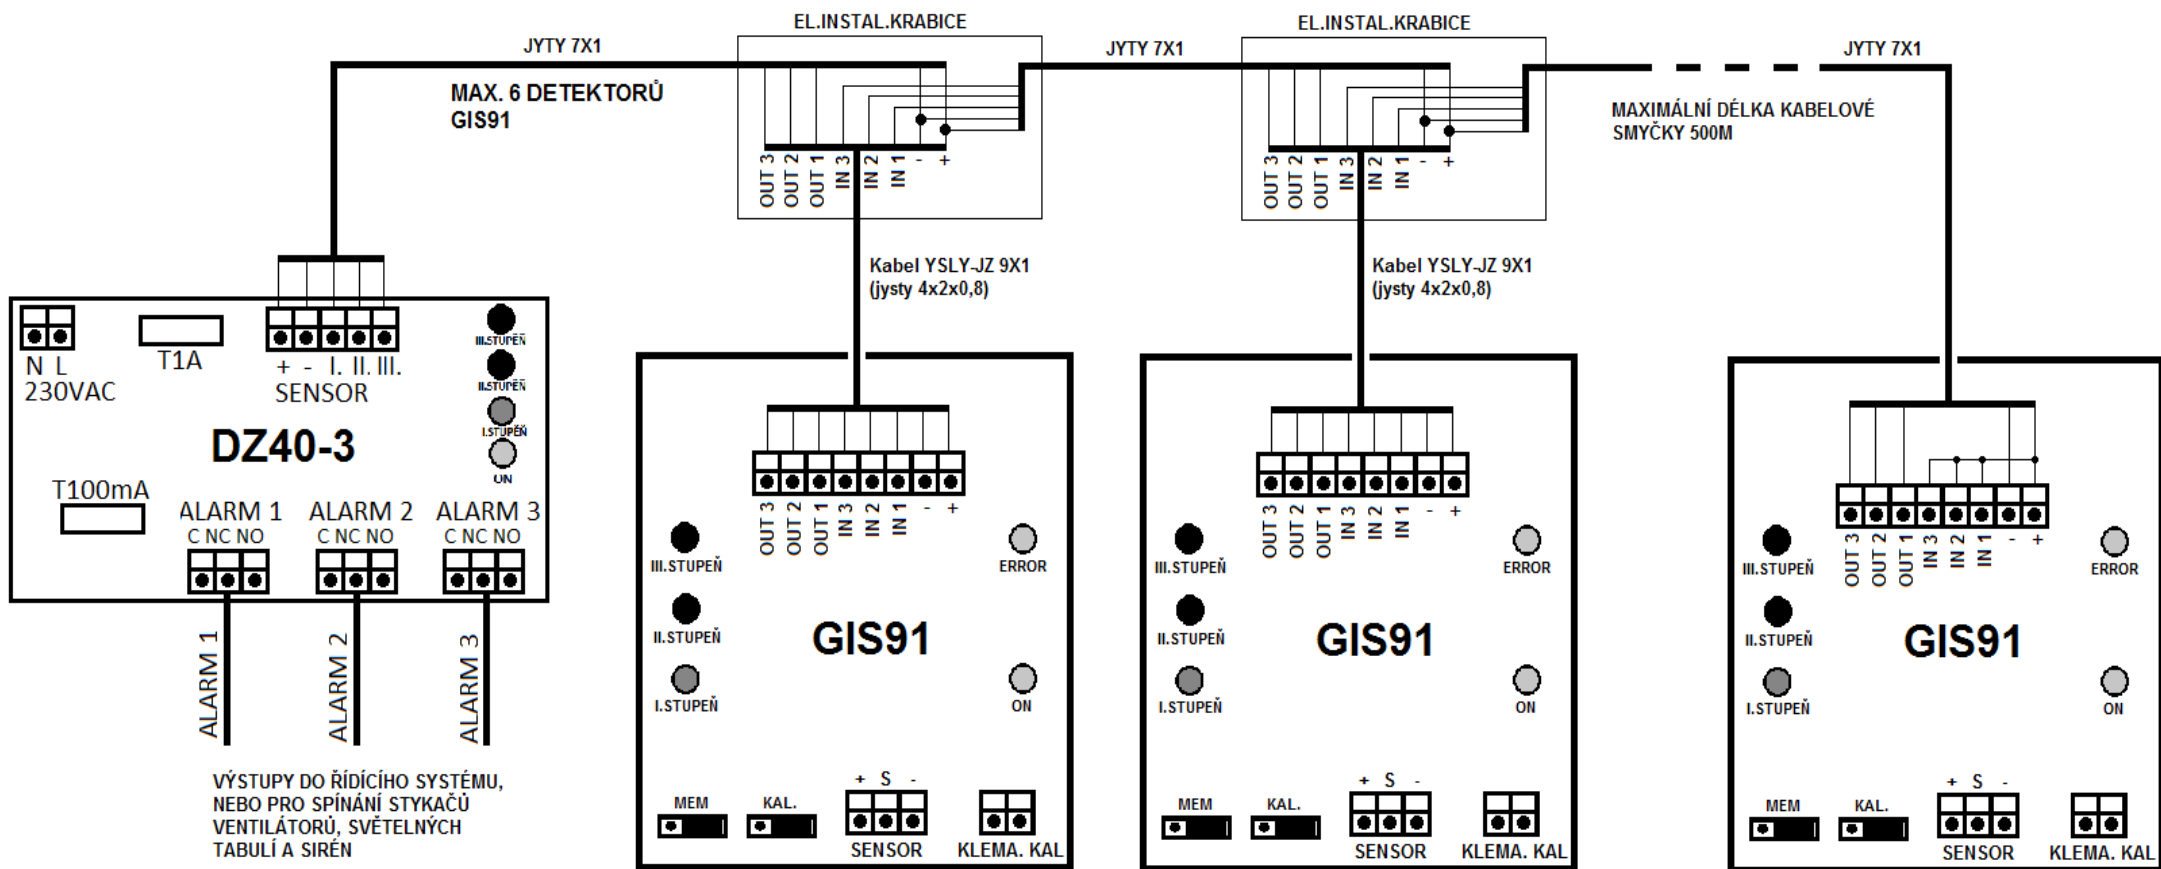 EL.INSTAL.KRABICE
EL.INSTAL.KRABICE
JYTY 7X1
JYTY 7X1
JYTY 7X1
MAX. 6 DETEKTORŮ
GIS91
MAXIMÁLNÍ DÉLKA KABELOVÉ
SMYČKY 500M
OUT 3 OUT 2 OUT 1 IN 3 IN 2 IN 1 - +
OUT 3 OUT 2 OUT 1 IN 3 IN 2 IN 1 - +
Kabel YSLY-JZ 9X1
(jysty 4x2x0,8)
Kabel YSLY-JZ 9X1
(jysty 4x2x0,8)
N L
230VAC
T1A
+ - I. II. III.
SENSOR
III.STUPĚŇ
II.STUPĚŇ
I.STUPĚŇ
ON
DZ40-3
T100mA
ALARM 1
C NC NO
ALARM 2
C NC NO
ALARM 3
C NC NO
ALARM 1
ALARM 2
ALARM 3
VÝSTUPY DO ŘÍDÍCÍHO SYSTÉMU,
NEBO PRO SPÍNÁNÍ STYKAČŮ
VENTILÁTORŮ, SVĚTELNÝCH
TABULÍ A SIRÉN
OUT 3 OUT 2 OUT 1 IN 3 IN 2 IN 1 - +
III.STUPEŇ
ERROR
II.STUPEŇ
GIS91
I.STUPEŇ
ON
MEM
KAL.
+ S -
SENSOR
KLEMA. KAL
OUT 3 OUT 2 OUT 1 IN 3 IN 2 IN 1 - +
III.STUPEŇ
ERROR
II.STUPEŇ
GIS91
I.STUPEŇ
ON
MEM
KAL.
+ S -
SENSOR
KLEMA. KAL
OUT 3 OUT 2 OUT 1 IN 3 IN 2 IN 1 - +
III.STUPEŇ
ERROR
II.STUPEŇ
GIS91
I.STUPEŇ
ON
MEM
KAL.
+ S -
SENSOR
KLEMA. KAL